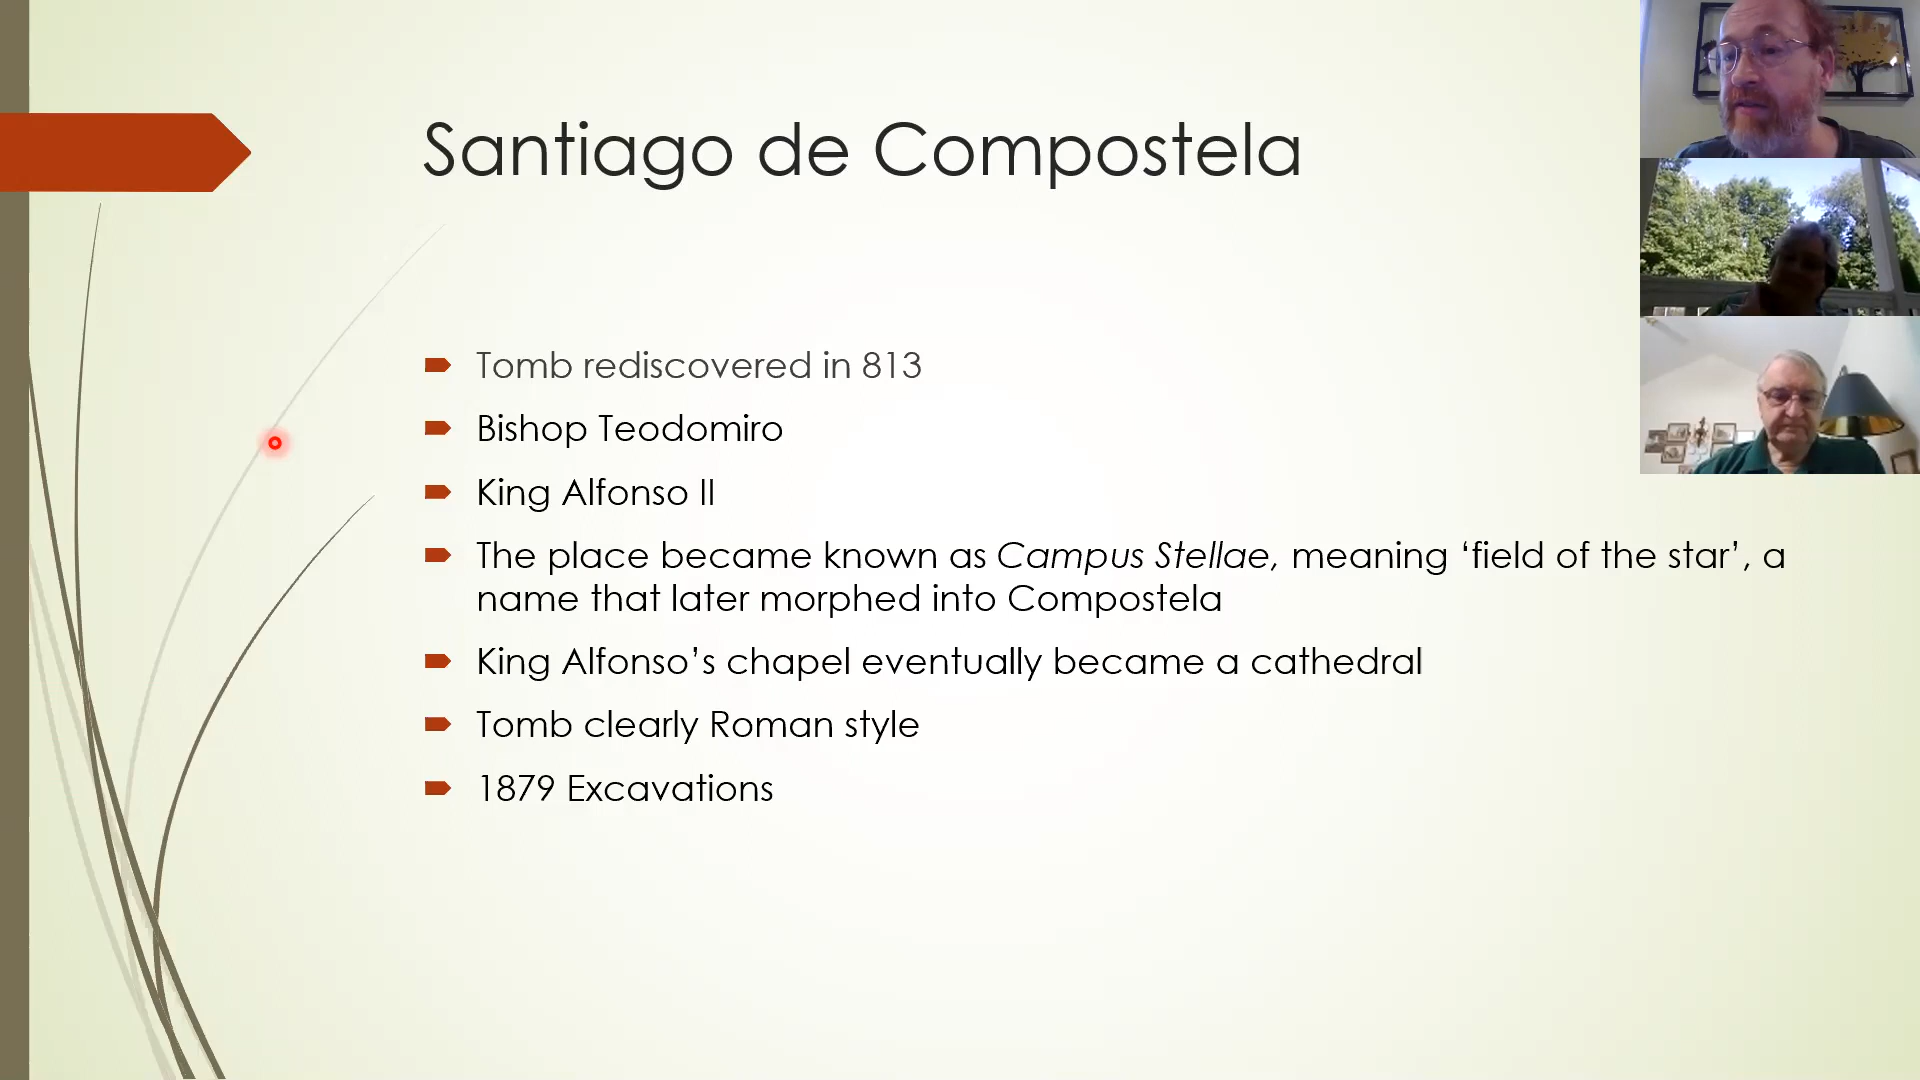 Santiago de Compostela
Tomb rediscovered in 813
Bishop Teodomiro
King Alfonso II
The place became known as Campus Stellae, meaning ‘field of the star’, a
name that later morphed into Compostela
King Alfonso’s chapel eventually became a cathedral
Tomb clearly Roman style
1879 Excavations